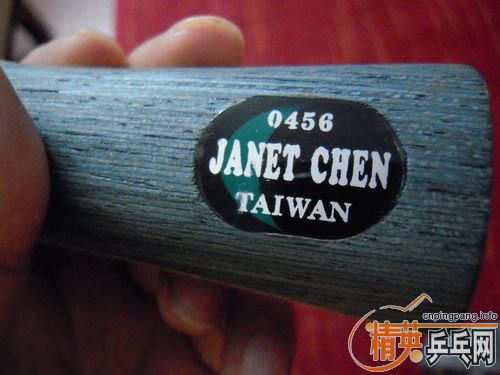 0456
JANET CHEN
TAIWAN
cnpingpang.info
精英乒乓网